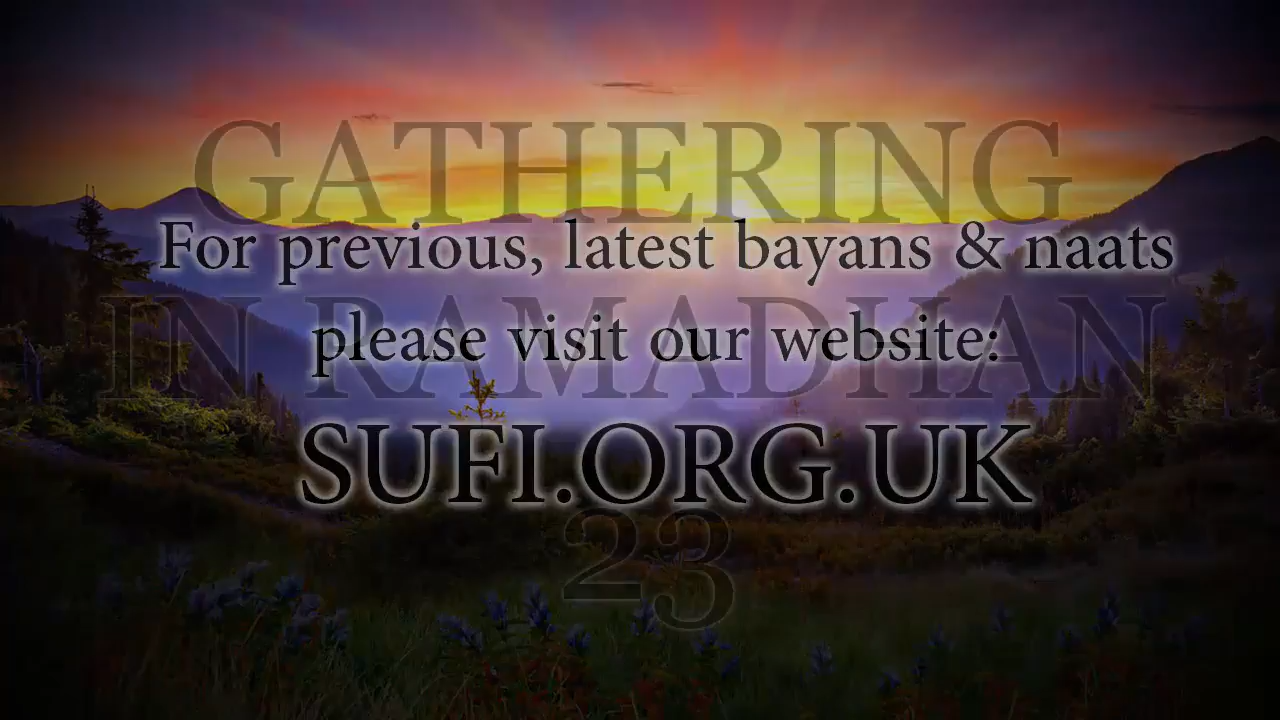 GATHERING
For previous, latest bayans & naats
IN RAMADHAN
please visit our website:
SUFI.ORG.UK
23